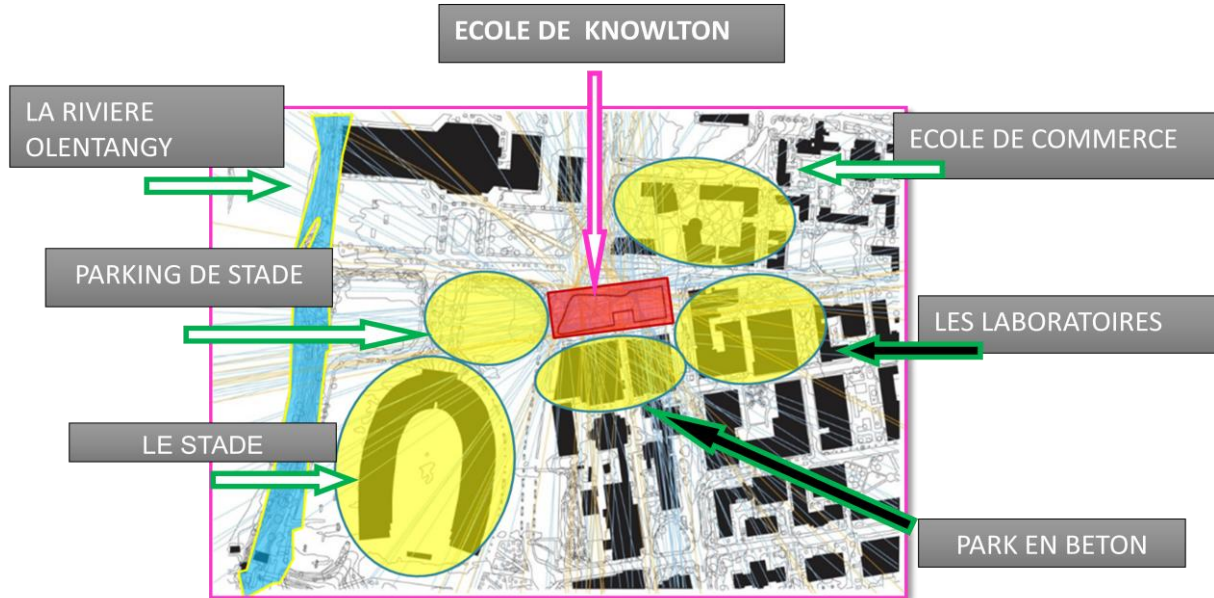 ECOLE DE KNOWLTON
LA RIVIERE
OLENTANGY
ECOLE DE COMMERCE
PARKING DE STADE
LES LABORATOIRES
LE STADE
PARK EN BETON